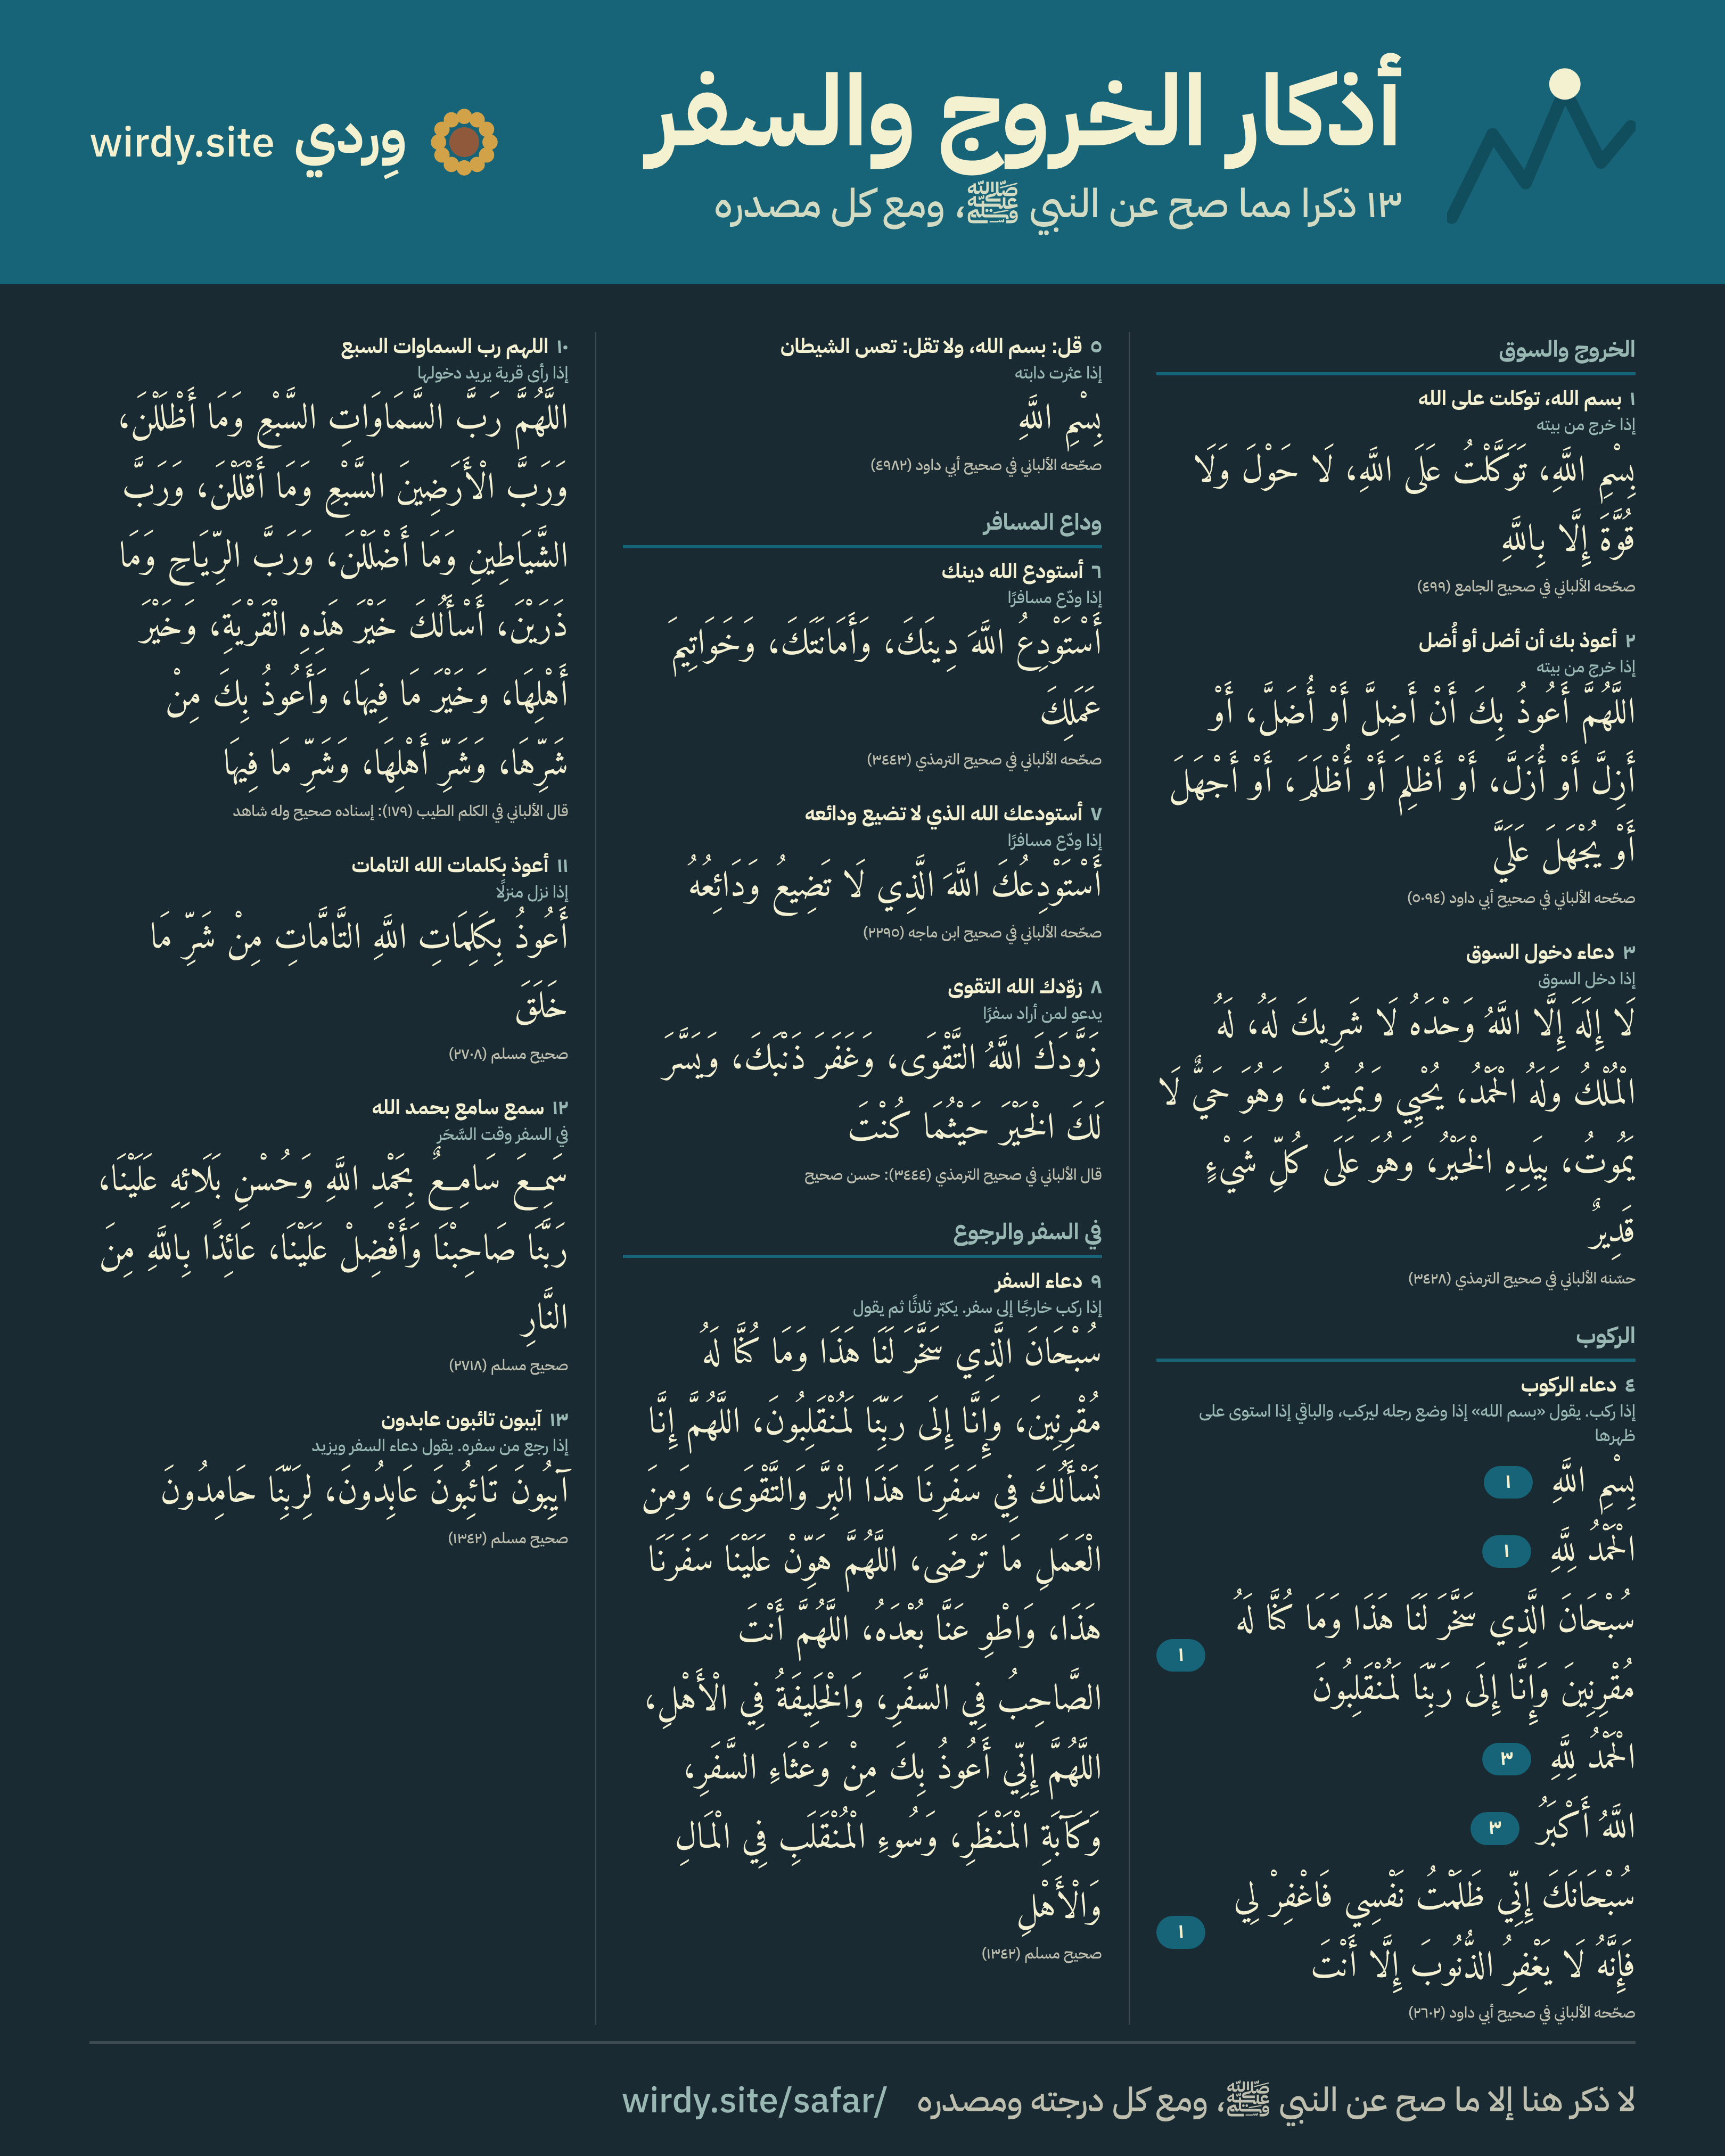 أذكار الخروج والسفر
١٣ ذكرا مما صح عن النبي ﷺ، ومع كل مصدره
وِردي wirdy.site
الخروج والسوق
١ بسم الله، توكلت على الله
إذا خرج من بيته
بِسْمِ اللَّهِ، تَوَكَّلْتُ عَلَى اللَّهِ، لَا حَوْلَ وَلَا
قُوَّةَ إِلَّا بِاللَّهِ
صحّحه الألباني في صحيح الجامع (٤٩٩)
٢ أعوذ بك أن أضل أو أُضل
إذا خرج من بيته
اللَّهُمَّ أَعُوذُ بِكَ أَنْ أَضِلَّ أَوْ أُضَلَّ، أَوْ
أَزِلَّ أَوْ أُزَلَّ، أَوْ أَظْلِمَ أَوْ أُظْلَمَ، أَوْ أَجْهَلَ
أَوْ يُجْهَلَ عَلَيَّ
صحّحه الألباني في صحيح أبي داود (٥٠٩٤)
٣ دعاء دخول السوق
إذا دخل السوق
لَا إِلَهَ إِلَّا اللَّهُ وَحْدَهُ لَا شَرِيكَ لَهُ، لَهُ
الْمُلْكُ وَلَهُ الْحَمْدُ، يُحْيِي وَيُمِيتُ، وَهُوَ حَيٌّ لَا
يَمُوتُ، بِيَدِهِ الْخَيْرُ، وَهُوَ عَلَى كُلِّ شَيْءٍ
قَدِيرٌ
حسّنه الألباني في صحيح الترمذي (٣٤٢٨)
الركوب
٤ دعاء الركوب
إذا ركب. يقول «بسم الله» إذا وضع رجله ليركب، والباقي إذا استوى على
ظهرها
بِسْمِ اللَّهِ ١
الْحَمْدُ لِلَّهِ ١
سُبْحَانَ الَّذِي سَخَّرَ لَنَا هَذَا وَمَا كُنَّا لَهُ
مُقْرِنِينَ وَإِنَّا إِلَى رَبِّنَا لَمُنْقَلِبُونَ ١
الْحَمْدُ لِلَّهِ ٣
اللَّهُ أَكْبَرُ ٣
سُبْحَانَكَ إِنِّي ظَلَمْتُ نَفْسِي فَاغْفِرْ لِي
فَإِنَّهُ لَا يَغْفِرُ الذُّنُوبَ إِلَّا أَنْتَ ١
صحّحه الألباني في صحيح أبي داود (٢٦٠٢)
٥ قل: بسم الله، ولا تقل: تعس الشيطان
إذا عثرت دابته
بِسْمِ اللَّهِ
صحّحه الألباني في صحيح أبي داود (٤٩٨٢)
وداع المسافر
٦ أستودع الله دينك
إذا ودّع مسافرًا
أَسْتَوْدِعُ اللَّهَ دِينَكَ، وَأَمَانَتَكَ، وَخَوَاتِيمَ
عَمَلِكَ
صحّحه الألباني في صحيح الترمذي (٣٤٤٣)
٧ أستودعك الله الذي لا تضيع ودائعه
إذا ودّع مسافرًا
أَسْتَوْدِعُكَ اللَّهَ الَّذِي لَا تَضِيعُ وَدَائِعُهُ
صحّحه الألباني في صحيح ابن ماجه (٢٢٩٥)
٨ زوّدك الله التقوى
يدعو لمن أراد سفرًا
زَوَّدَكَ اللَّهُ التَّقْوَى، وَغَفَرَ ذَنْبَكَ، وَيَسَّرَ
لَكَ الْخَيْرَ حَيْثُمَا كُنْتَ
قال الألباني في صحيح الترمذي (٣٤٤٤): حسن صحيح
في السفر والرجوع
٩ دعاء السفر
إذا ركب خارجًا إلى سفر. يكبّر ثلاثًا ثم يقول
سُبْحَانَ الَّذِي سَخَّرَ لَنَا هَذَا وَمَا كُنَّا لَهُ
مُقْرِنِينَ، وَإِنَّا إِلَى رَبِّنَا لَمُنْقَلِبُونَ، اللَّهُمَّ إِنَّا
نَسْأَلُكَ فِي سَفَرِنَا هَذَا الْبِرَّ وَالتَّقْوَى، وَمِنَ
الْعَمَلِ مَا تَرْضَى، اللَّهُمَّ هَوِّنْ عَلَيْنَا سَفَرَنَا
هَذَا، وَاطْوِ عَنَّا بُعْدَهُ، اللَّهُمَّ أَنْتَ
الصَّاحِبُ فِي السَّفَرِ، وَالْخَلِيفَةُ فِي الْأَهْلِ،
اللَّهُمَّ إِنِّي أَعُوذُ بِكَ مِنْ وَعْثَاءِ السَّفَرِ،
وَكَآبَةِ الْمَنْظَرِ، وَسُوءِ الْمُنْقَلَبِ فِي الْمَالِ
وَالْأَهْلِ
صحيح مسلم (١٣٤٢)
١٠ اللهم رب السماوات السبع
إذا رأى قرية يريد دخولها
اللَّهُمَّ رَبَّ السَّمَاوَاتِ السَّبْعِ وَمَا أَظْلَلْنَ،
وَرَبَّ الْأَرَضِينَ السَّبْعِ وَمَا أَقْلَلْنَ، وَرَبَّ
الشَّيَاطِينِ وَمَا أَضْلَلْنَ، وَرَبَّ الرِّيَاحِ وَمَا
ذَرَيْنَ، أَسْأَلُكَ خَيْرَ هَذِهِ الْقَرْيَةِ، وَخَيْرَ
أَهْلِهَا، وَخَيْرَ مَا فِيهَا، وَأَعُوذُ بِكَ مِنْ
شَرِّهَا، وَشَرِّ أَهْلِهَا، وَشَرِّ مَا فِيهَا
قال الألباني في الكلم الطيب (١٧٩): إسناده صحيح وله شاهد
١١ أعوذ بكلمات الله التامات
إذا نزل منزلًا
أَعُوذُ بِكَلِمَاتِ اللَّهِ التَّامَّاتِ مِنْ شَرِّ مَا
خَلَقَ
صحيح مسلم (٢٧٠٨)
١٢ سمع سامع بحمد الله
في السفر وقت السَّحَر
سَمِعَ سَامِعٌ بِحَمْدِ اللَّهِ وَحُسْنِ بَلَائِهِ عَلَيْنَا،
رَبَّنَا صَاحِبْنَا وَأَفْضِلْ عَلَيْنَا، عَائِذًا بِاللَّهِ مِنَ
النَّارِ
صحيح مسلم (٢٧١٨)
١٣ آيبون تائبون عابدون
إذا رجع من سفره. يقول دعاء السفر ويزيد
آيِبُونَ تَائِبُونَ عَابِدُونَ، لِرَبِّنَا حَامِدُونَ
صحيح مسلم (١٣٤٢)
لا ذكر هنا إلا ما صح عن النبي ﷺ، ومع كل درجته ومصدره wirdy.site/safar/